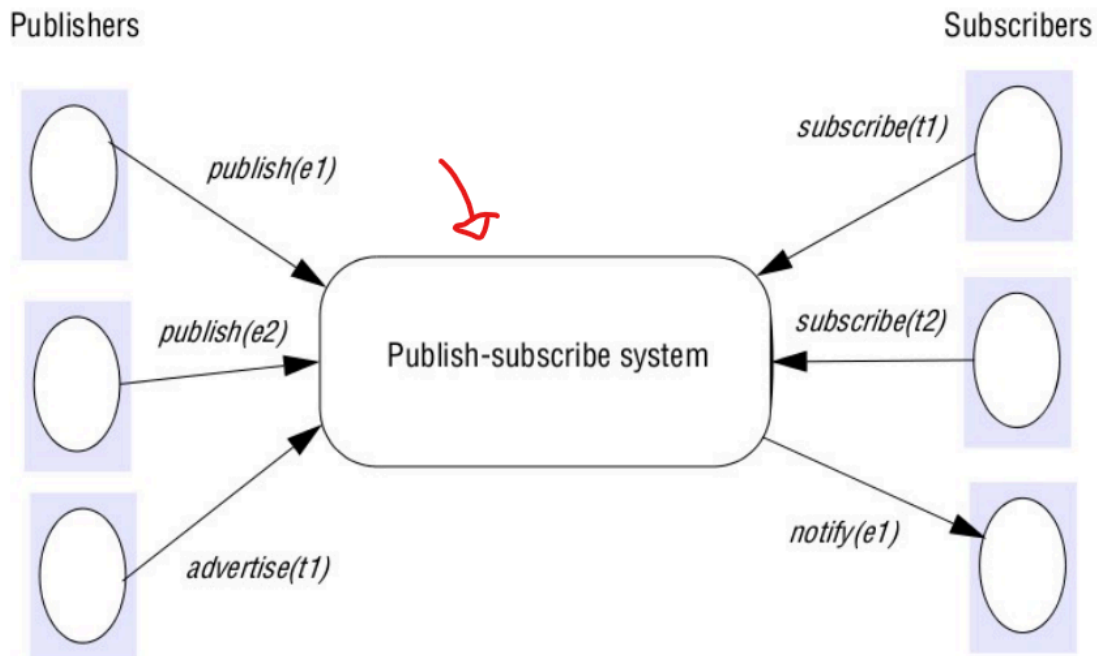 Publishers
Subscribers
publish(e1)
subscribe(t1)
publish(e2)
subscribe(t2)
Publish-subscribe system
advertise(t1)
notify(e1)